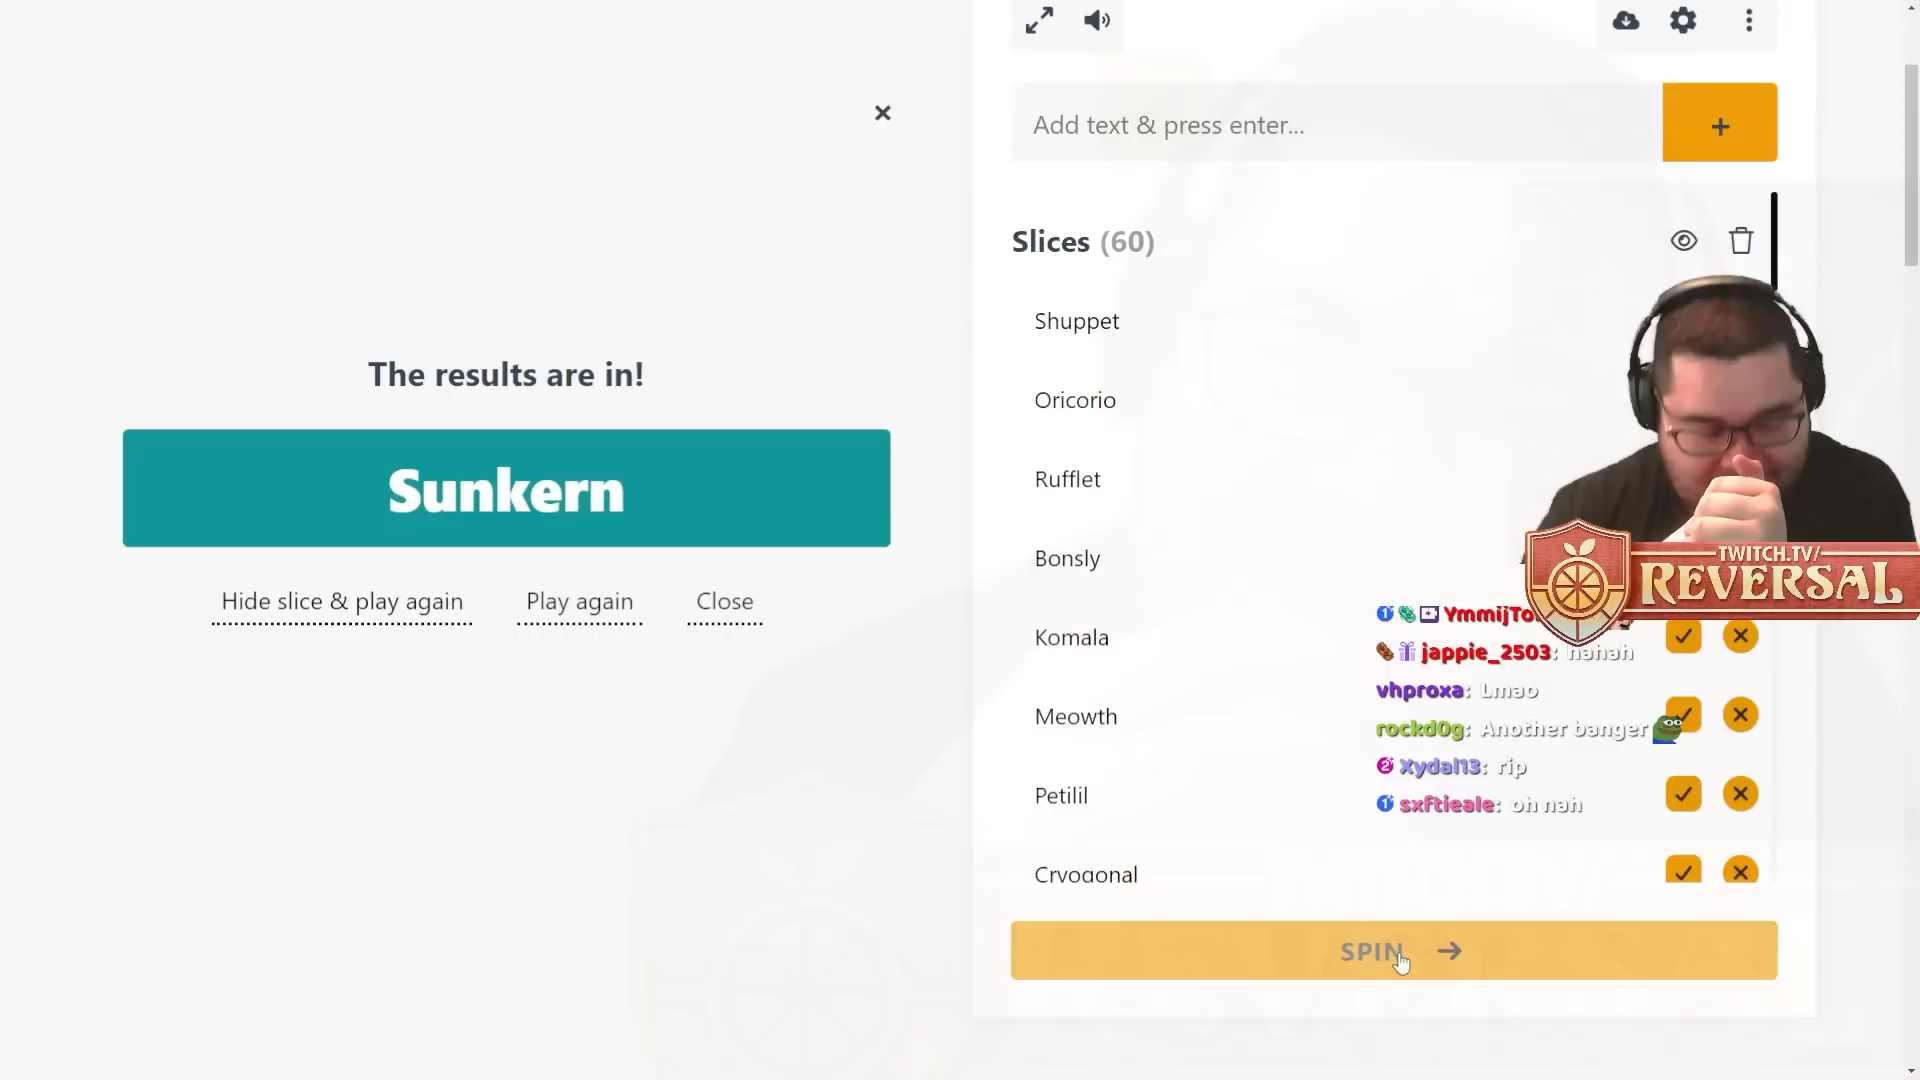 Add text & press enter...
+
Slices (60)
The results are in!
Sunkern
Hide slice & play again
Play again
Close
Shuppet
Oricorio
Rufflet
Bonsly
Komala
Meowth
Petilil
Cryogonal
SPIN
TWITCH.TV/
REVERSAL
jappie_2503: hahah
vhproxa: Lmao
rockd0g: Another banger
Xydal13: rip
sxftieale: oh nah